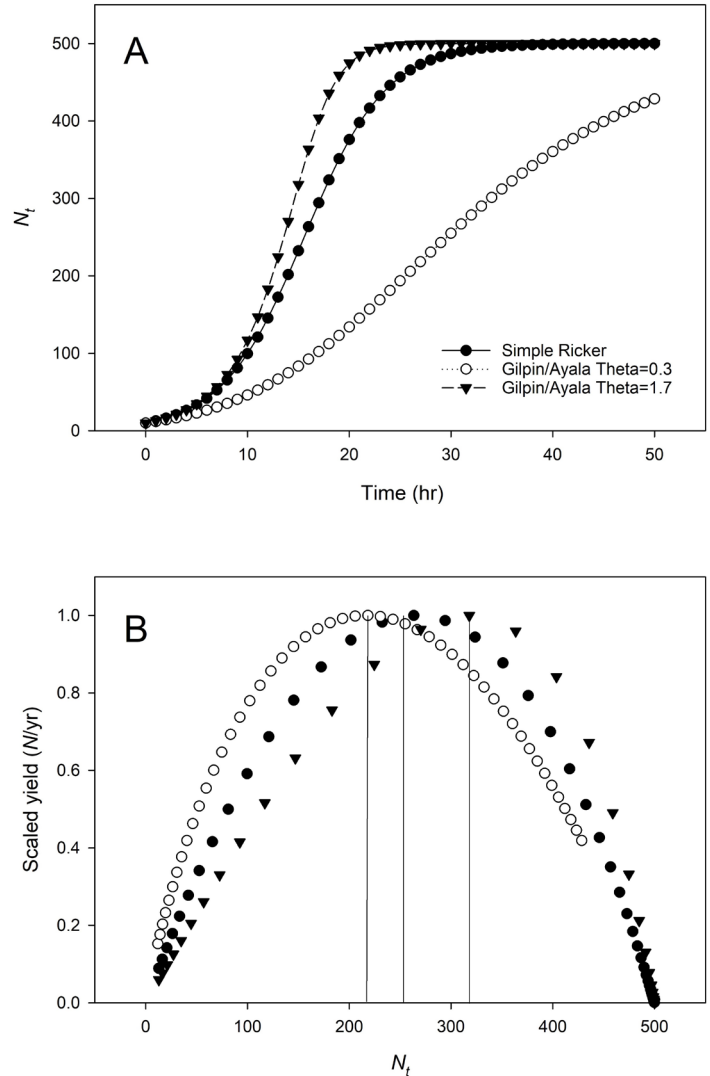 A
500
400
300
200
100
0
N_t
Simple Ricker
Gilpin/Ayala Theta=0.3
Gilpin/Ayala Theta=1.7
0 10 20 30 40 50
Time (hr)
B
1.0
0.8
0.6
0.4
0.2
0.0
Scaled yield (N/yr)
0 100 200 300 400 500
N_t